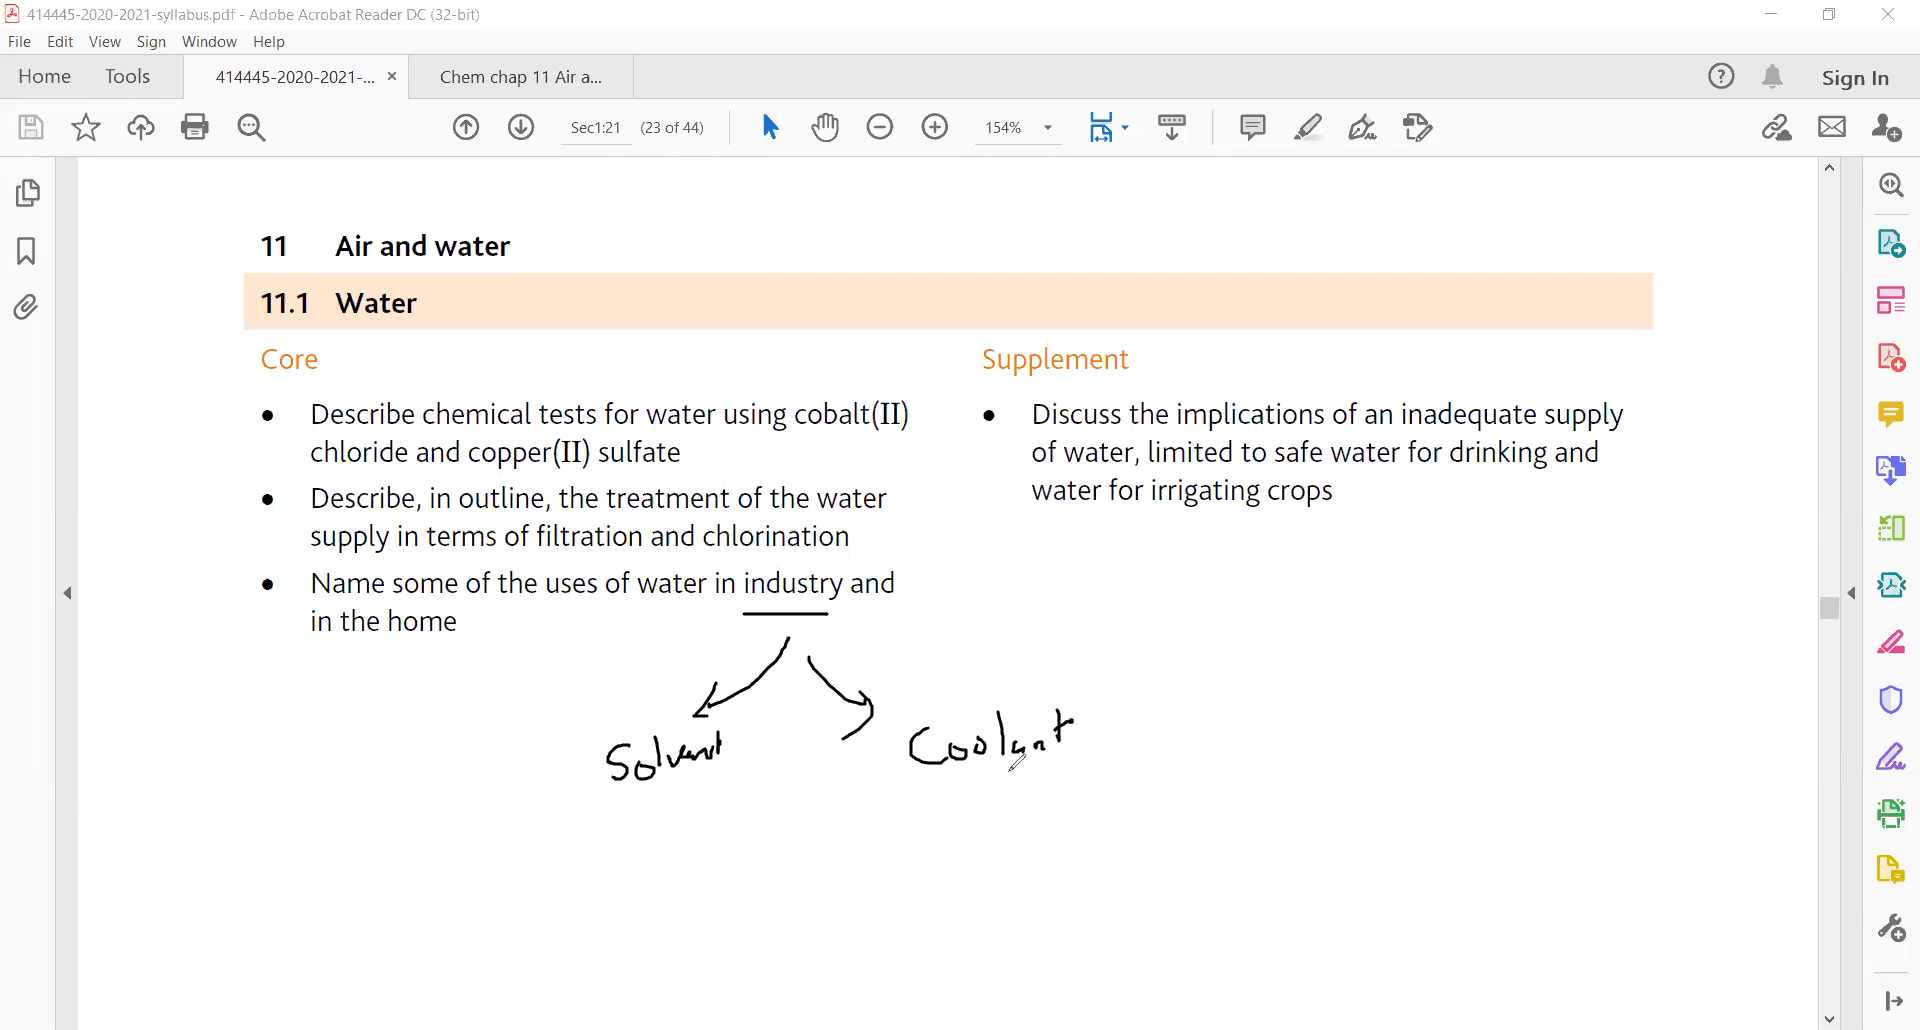 414445-2020-2021-syllabus.pdf - Adobe Acrobat Reader DC (32-bit)
File Edit View Sign Window Help
Home Tools 414445-2020-2021-... × Chem chap 11 Air a... Sign In
Sec1:21 (23 of 44) 154%
11 Air and water
11.1 Water
Core
• Describe chemical tests for water using cobalt(II)
chloride and copper(II) sulfate
• Describe, in outline, the treatment of the water
supply in terms of filtration and chlorination
• Name some of the uses of water in industry and
in the home
Supplement
• Discuss the implications of an inadequate supply
of water, limited to safe water for drinking and
water for irrigating crops
Solvent
Coolant